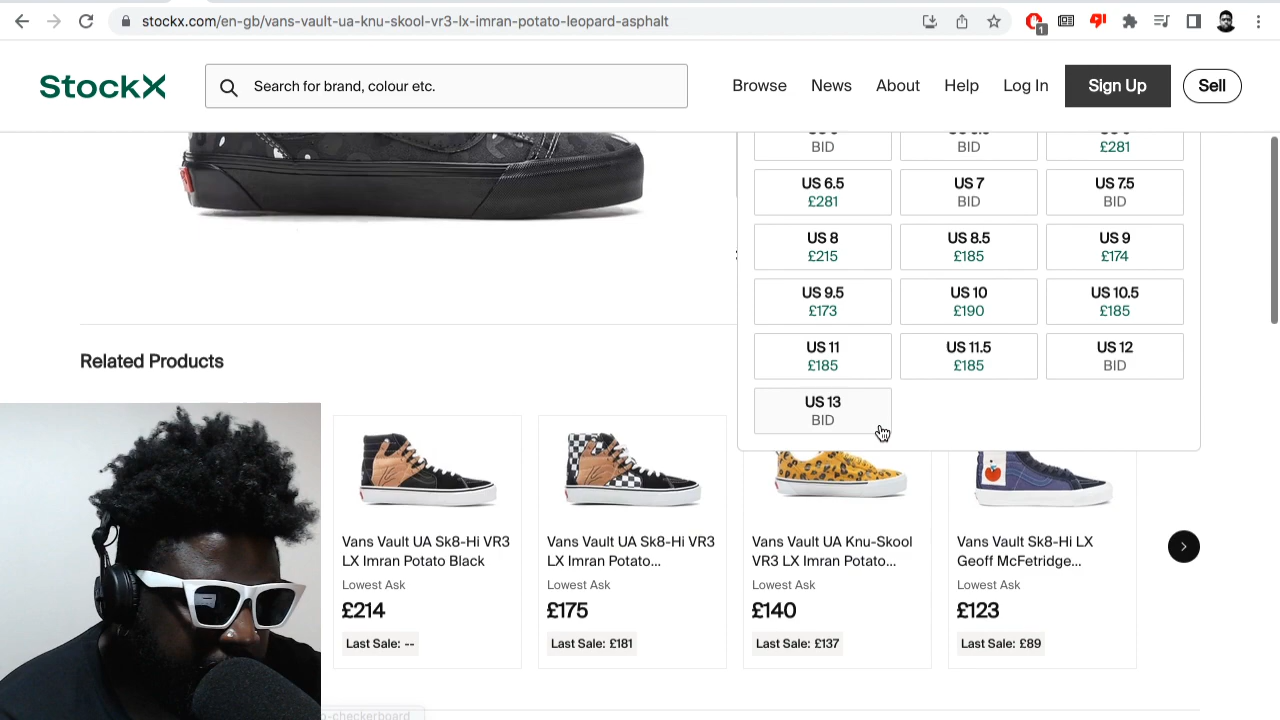 stockx.com/en-gb/vans-vault-ua-knu-skool-vr3-lx-imran-potato-leopard-asphalt
1
StockX
Search for brand, colour etc.
Browse
News
About
Help
Log In
Sign Up
Sell
BID
BID
£281
US 6.5
£281
US 7
BID
US 7.5
BID
US 8
£215
US 8.5
£185
US 9
£174
US 9.5
£173
US 10
£190
US 10.5
£185
US 11
£185
US 11.5
£185
US 12
BID
US 13
BID
Related Products
Vans Vault UA Sk8-Hi VR3
LX Imran Potato Black
Lowest Ask
£214
Last Sale: --
Vans Vault UA Sk8-Hi VR3
LX Imran Potato...
Lowest Ask
£175
Last Sale: £181
Vans Vault UA Knu-Skool
VR3 LX Imran Potato...
Lowest Ask
£140
Last Sale: £137
Vans Vault Sk8-Hi LX
Geoff McFetridge...
Lowest Ask
£123
Last Sale: £89
-checkerboard